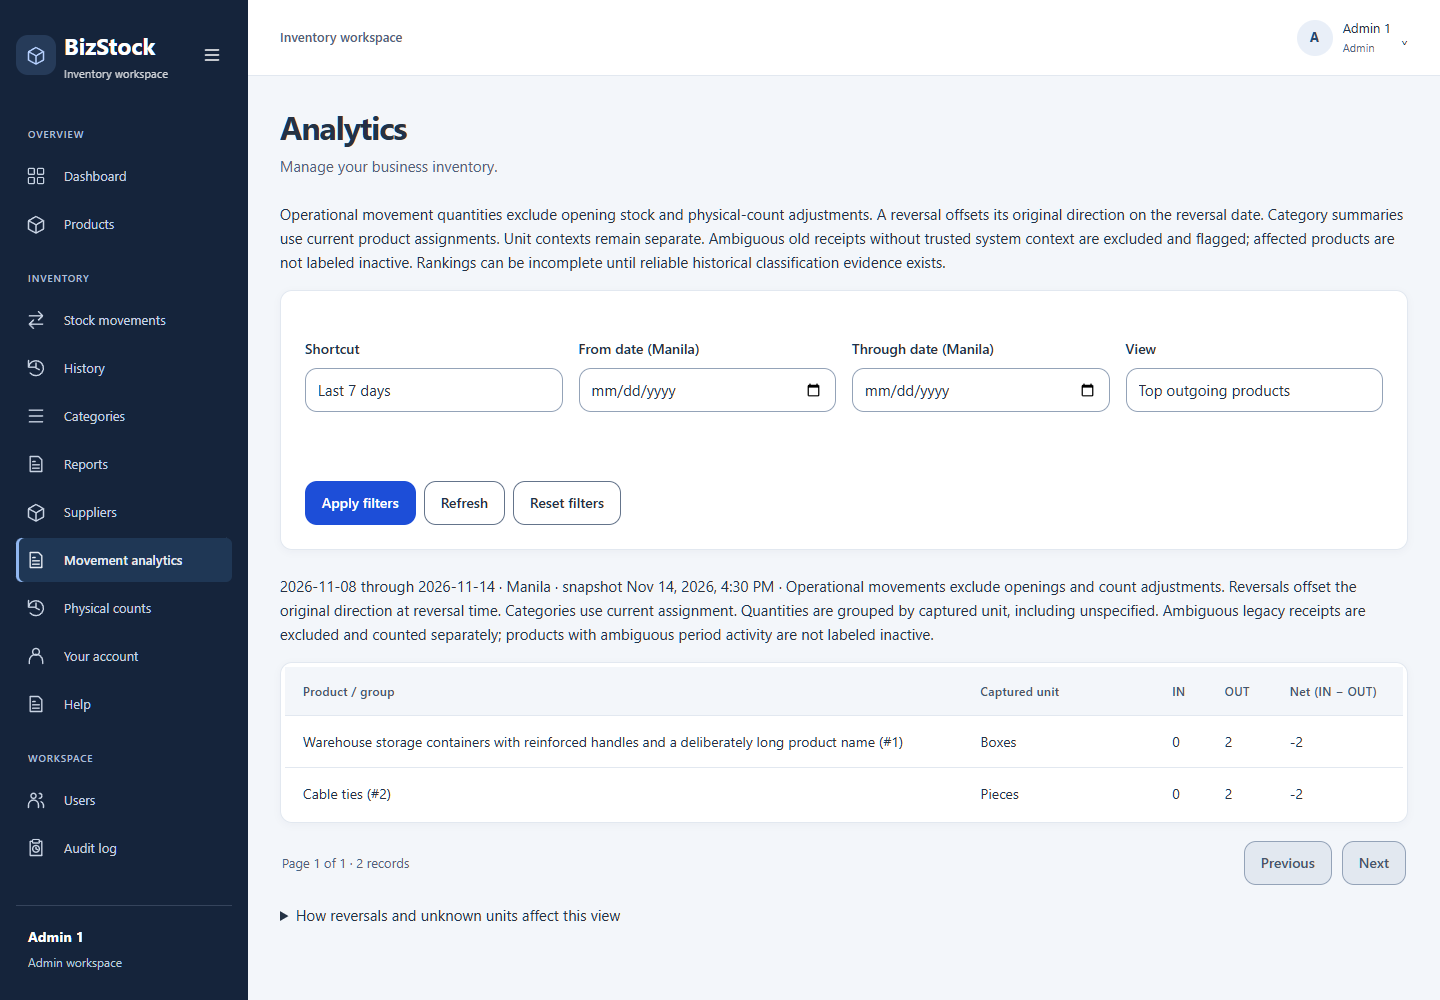 BizStock
Inventory workspace
OVERVIEW
Dashboard
Products
INVENTORY
Stock movements
History
Categories
Reports
Suppliers
Movement analytics
Physical counts
Your account
Help
WORKSPACE
Users
Audit log
Admin 1
Admin workspace
Inventory workspace
A
Admin 1
Admin
Analytics
Manage your business inventory.
Operational movement quantities exclude opening stock and physical-count adjustments. A reversal offsets its original direction on the reversal date. Category summaries
use current product assignments. Unit contexts remain separate. Ambiguous old receipts without trusted system context are excluded and flagged; affected products are
not labeled inactive. Rankings can be incomplete until reliable historical classification evidence exists.
Shortcut From date (Manila) Through date (Manila) View
Last 7 days mm/dd/yyyy mm/dd/yyyy Top outgoing products
Apply filters Refresh Reset filters
2026-11-08 through 2026-11-14 · Manila · snapshot Nov 14, 2026, 4:30 PM · Operational movements exclude openings and count adjustments. Reversals offset the
original direction at reversal time. Categories use current assignment. Quantities are grouped by captured unit, including unspecified. Ambiguous legacy receipts are
excluded and counted separately; products with ambiguous period activity are not labeled inactive.
Product / group Captured unit IN OUT Net (IN − OUT)
Warehouse storage containers with reinforced handles and a deliberately long product name (#1) Boxes 0 2 -2
Cable ties (#2) Pieces 0 2 -2
Page 1 of 1 · 2 records Previous Next
How reversals and unknown units affect this view